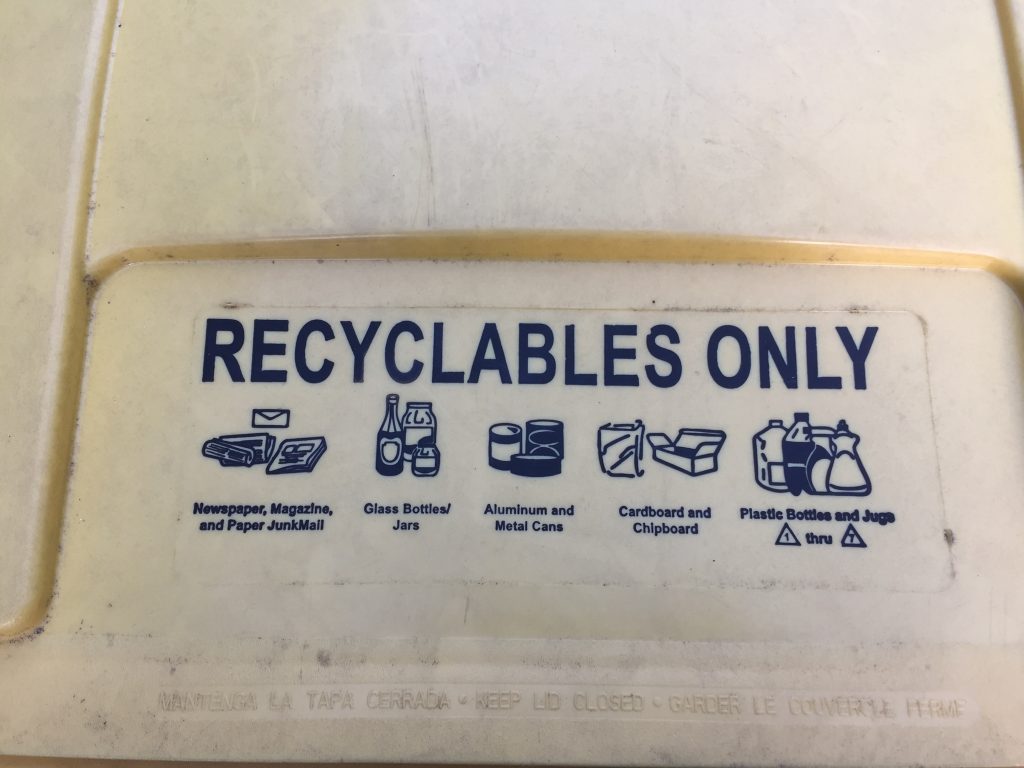 RECYCLABLES ONLY
Newspaper, Magazine,
and Paper JunkMail
Glass Bottles/
Jars
Aluminum and
Metal Cans
Cardboard and
Chipboard
Plastic Bottles and Jugs
1 thru 7
MANTENGA LA TAPA CERRADA • KEEP LID CLOSED • GARDER LE COUVERCLE FERME